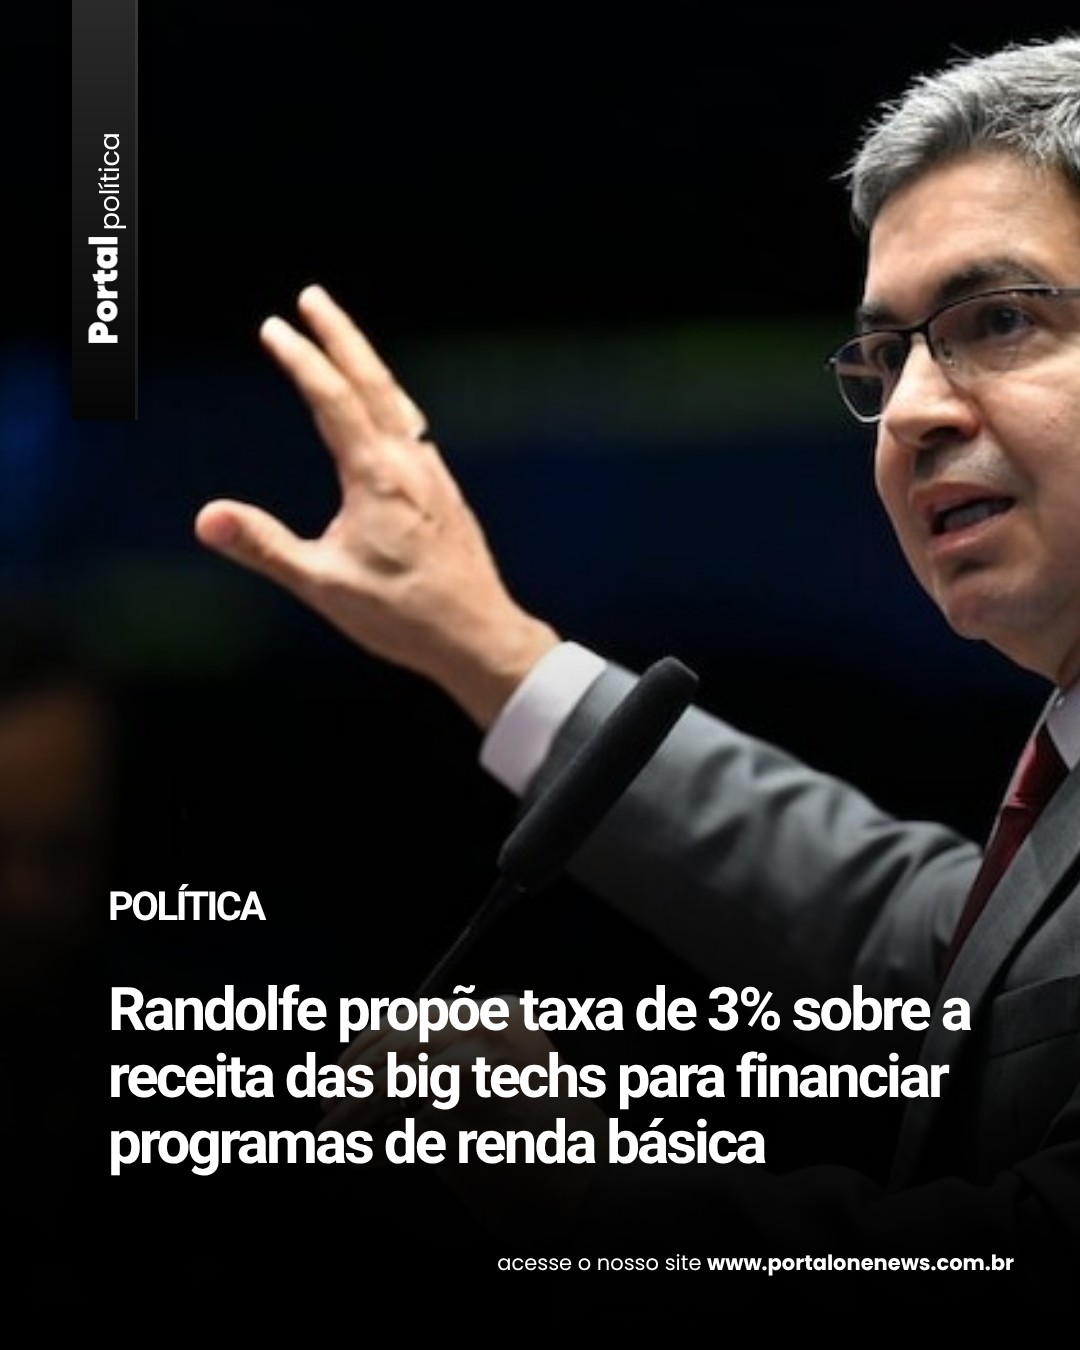 Portal política
POLÍTICA
Randolfe propõe taxa de 3% sobre a
receita das big techs para financiar
programas de renda básica
acesse o nosso site www.portalonenews.com.br